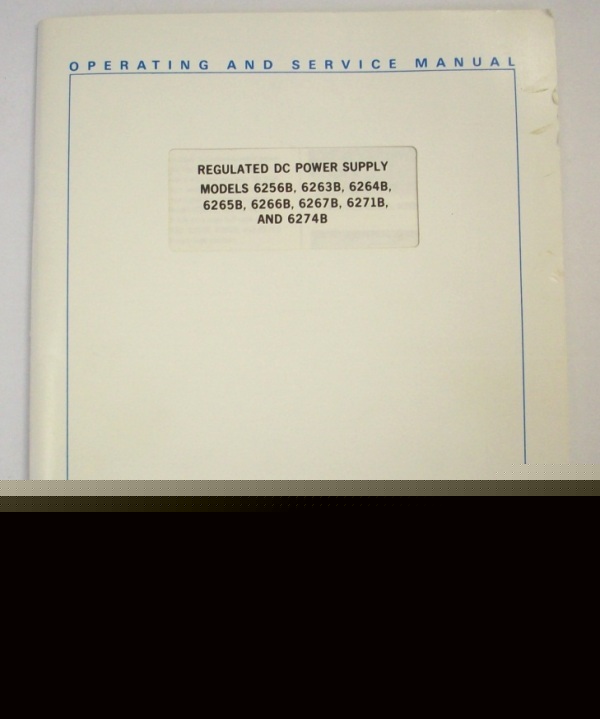 OPERATING AND SERVICE MANUAL
REGULATED DC POWER SUPPLY
MODELS 6256B, 6263B, 6264B,
6265B, 6266B, 6267B, 6271B,
AND 6274B